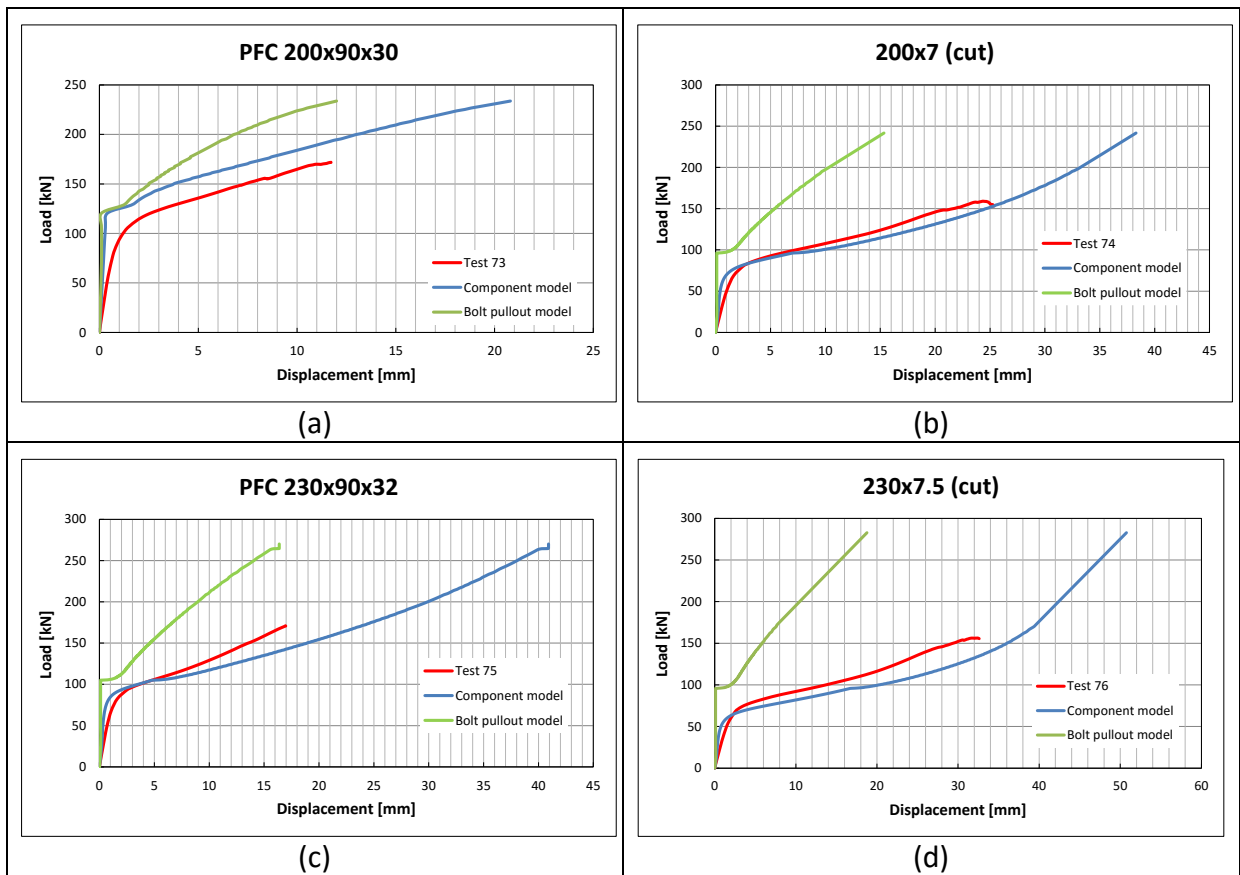 PFC 200x90x30
250
200
150
100
50
0
Load [kN]
0 5 10 15 20 25
Displacement [mm]
Test 73
Component model
Bolt pullout model
(a)
200x7 (cut)
300
250
200
150
100
50
0
Load [kN]
0 5 10 15 20 25 30 35 40 45
Displacement [mm]
Test 74
Component model
Bolt pullout model
(b)
PFC 230x90x32
300
250
200
150
100
50
0
Load [kN]
0 5 10 15 20 25 30 35 40 45
Displacement [mm]
Test 75
Component model
Bolt pullout model
(c)
230x7.5 (cut)
300
250
200
150
100
50
0
Load [kN]
0 10 20 30 40 50 60
Displacement [mm]
Test 76
Component model
Bolt pullout model
(d)